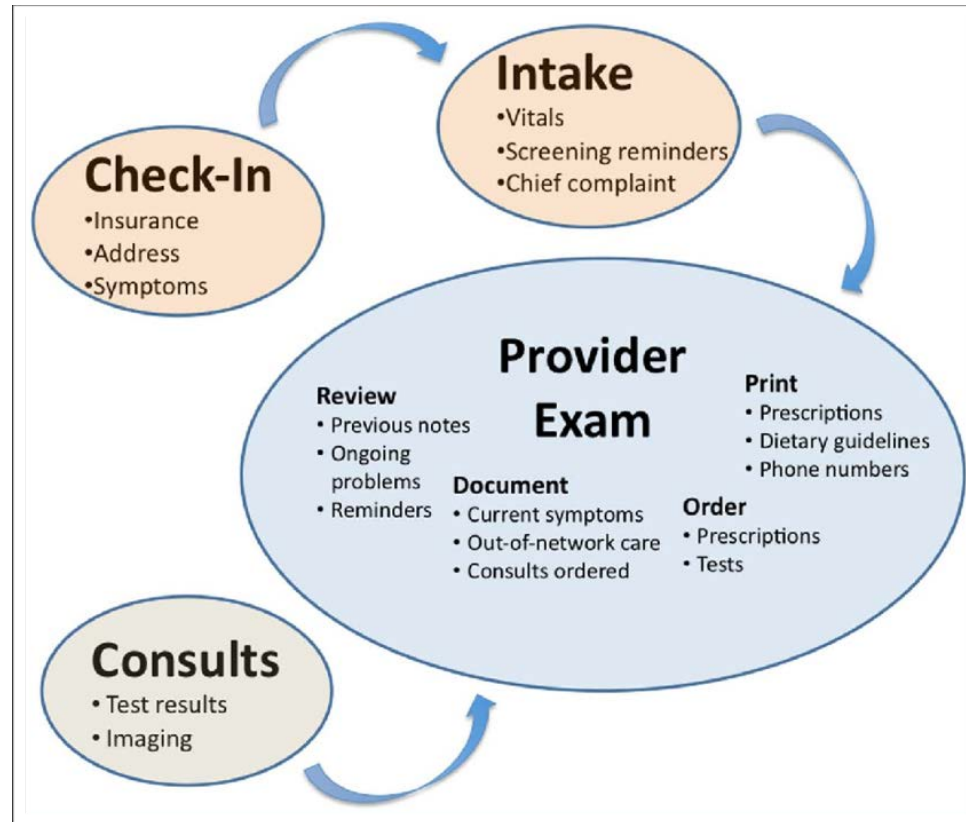 Check-In
•Insurance
•Address
•Symptoms
Intake
•Vitals
•Screening reminders
•Chief complaint
Provider
Exam
Review
• Previous notes
• Ongoing
problems
• Reminders
Document
• Current symptoms
• Out-of-network care
• Consults ordered
Print
• Prescriptions
• Dietary guidelines
• Phone numbers
Order
• Prescriptions
• Tests
Consults
• Test results
• Imaging